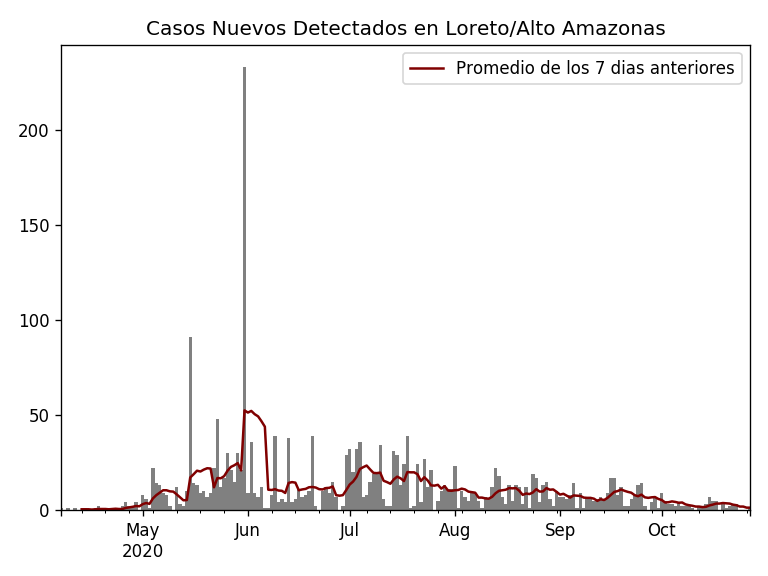 Casos Nuevos Detectados en Loreto/Alto Amazonas
Promedio de los 7 dias anteriores
200
150
100
50
0
May Jun Jul Aug Sep Oct
2020